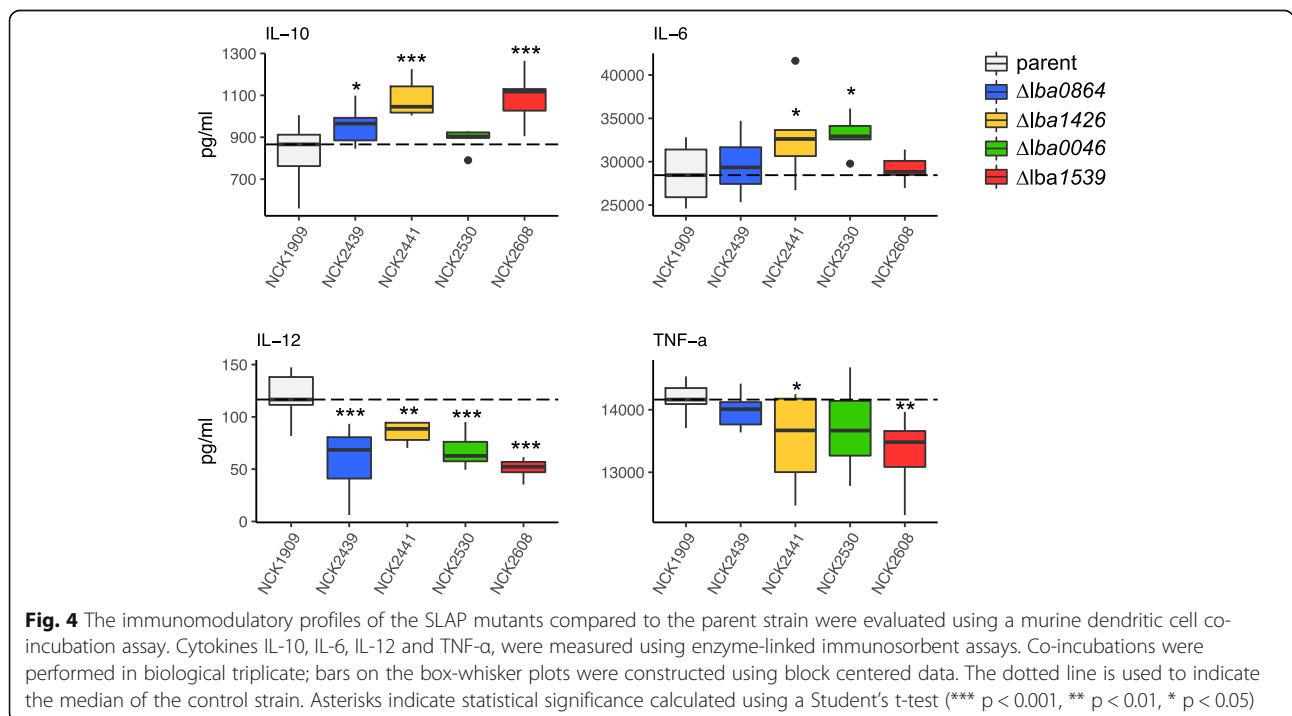 IL-10
pg/ml
1300
1100
900
700
*
***
***
NCK1909
NCK2439
NCK2441
NCK2530
NCK2608
IL-6
40000
35000
30000
25000
*
*
NCK1909
NCK2439
NCK2441
NCK2530
NCK2608
parent
Δlba0864
Δlba1426
Δlba0046
Δlba1539
IL-12
pg/ml
150
100
50
0
***
**
***
***
NCK1909
NCK2439
NCK2441
NCK2530
NCK2608
TNF-a
14000
13000
*
**
NCK1909
NCK2439
NCK2441
NCK2530
NCK2608
Fig. 4 The immunomodulatory profiles of the SLAP mutants compared to the parent strain were evaluated using a murine dendritic cell co-
incubation assay. Cytokines IL-10, IL-6, IL-12 and TNF-α, were measured using enzyme-linked immunosorbent assays. Co-incubations were
performed in biological triplicate; bars on the box-whisker plots were constructed using block centered data. The dotted line is used to indicate
the median of the control strain. Asterisks indicate statistical significance calculated using a Student's t-test (*** p < 0.001, ** p < 0.01, * p < 0.05)